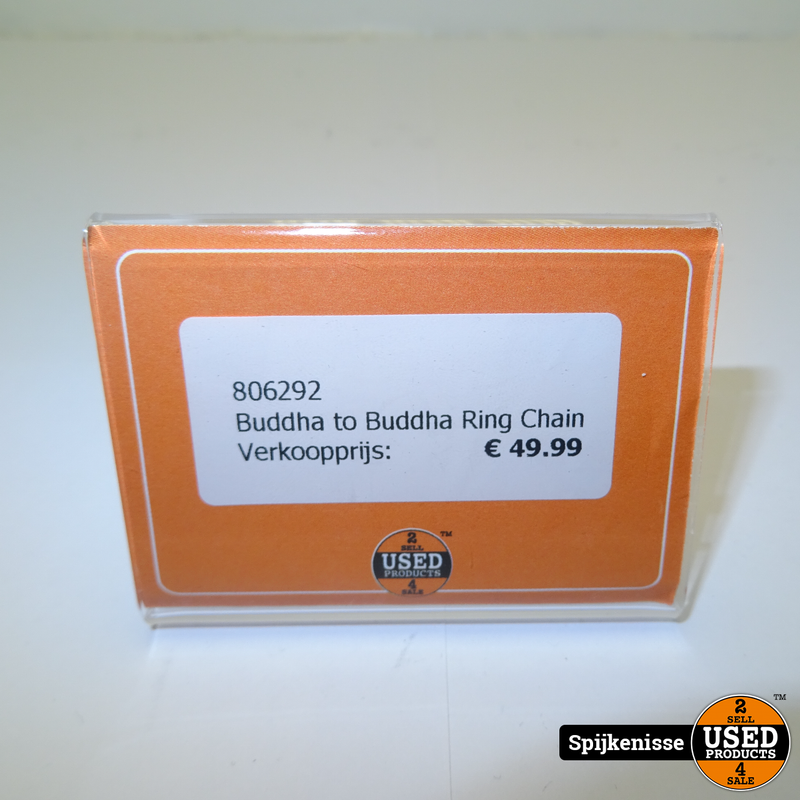 806292
Buddha to Buddha Ring Chain
Verkoopprijs: € 49.99
2
SELL
USED
PRODUCTS
4
SALE
TM
Spijkenisse
2
SELL
USED
PRODUCTS
4
SALE
TM